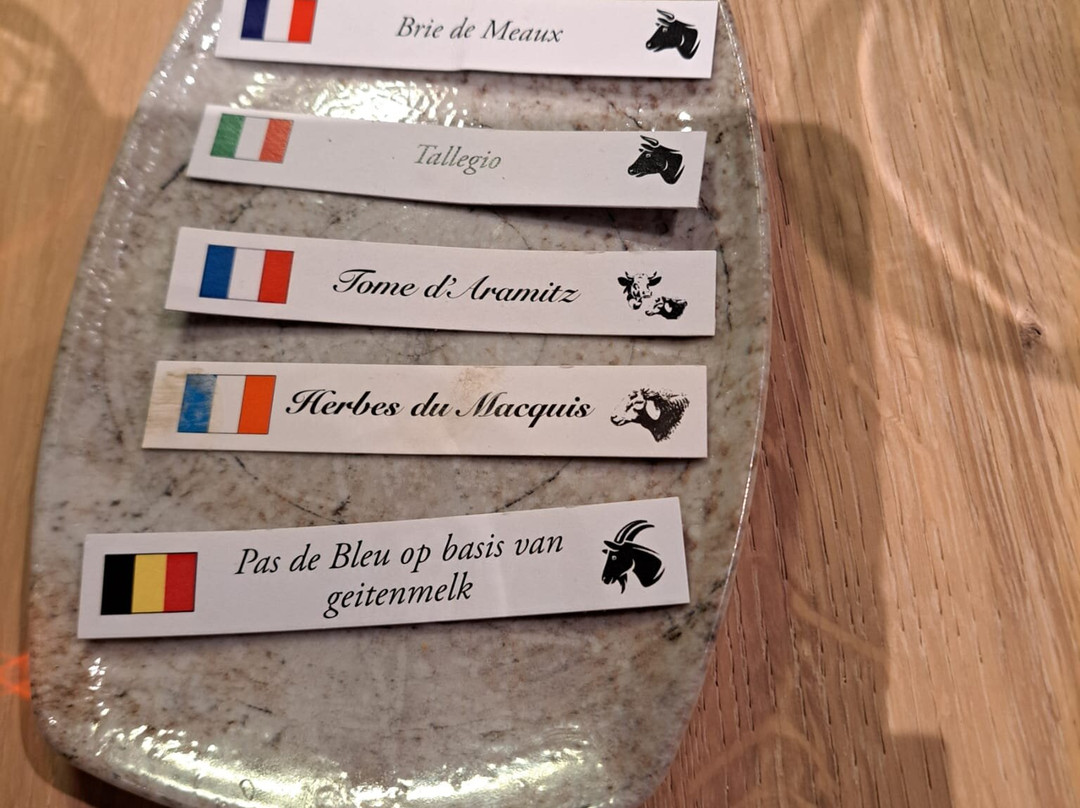 Brie de Meaux
Tallegio
Tome d'Aramitz
Herbes du Macquis
Pas de Bleu op basis van
geitenmelk